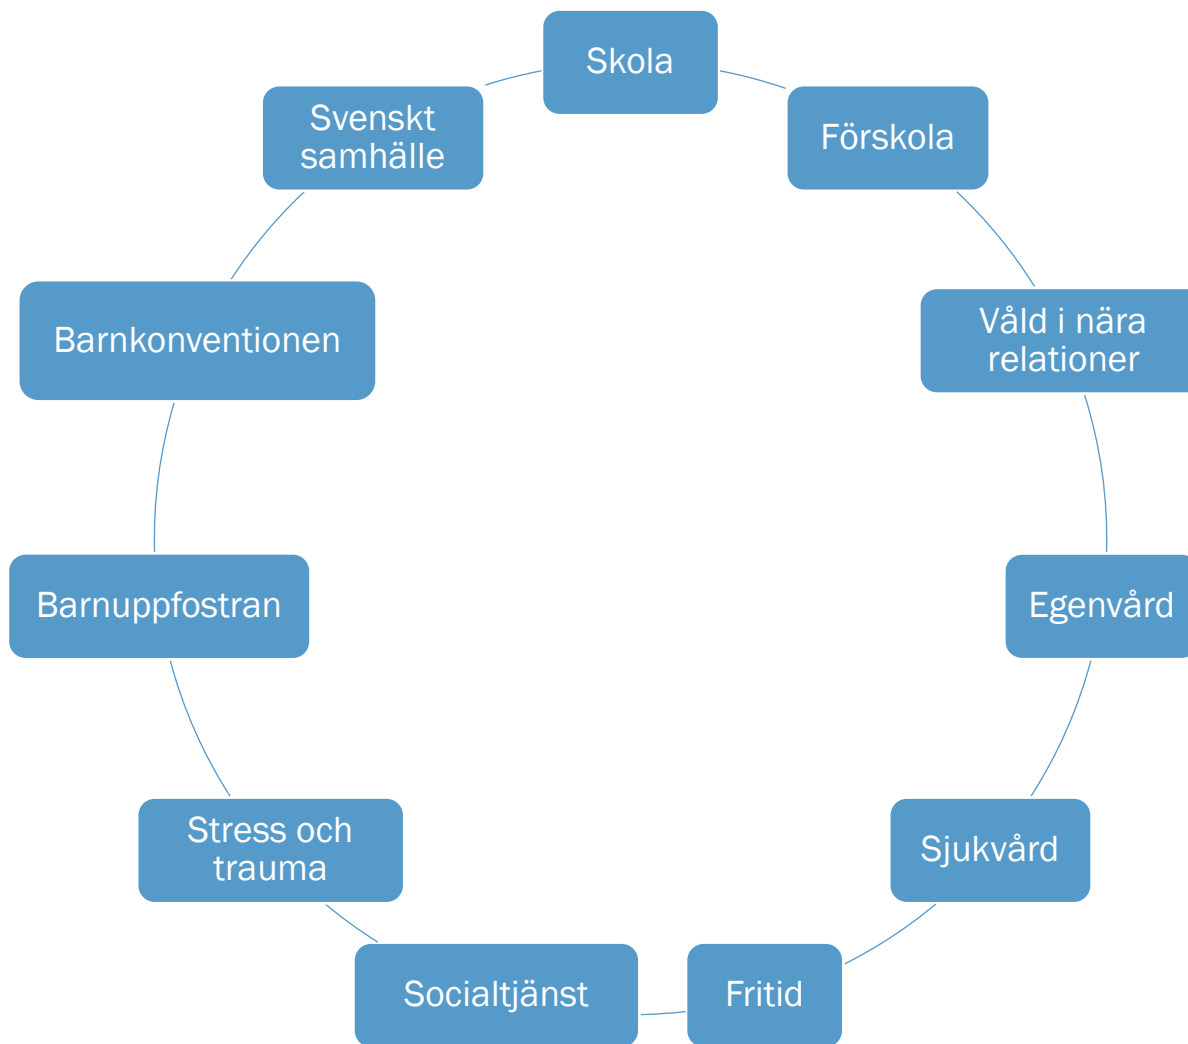 Skola
Förskola
Våld i nära
relationer
Egenvård
Sjukvård
Fritid
Socialtjänst
Stress och
trauma
Barnuppfostran
Barnkonventionen
Svenskt
samhälle